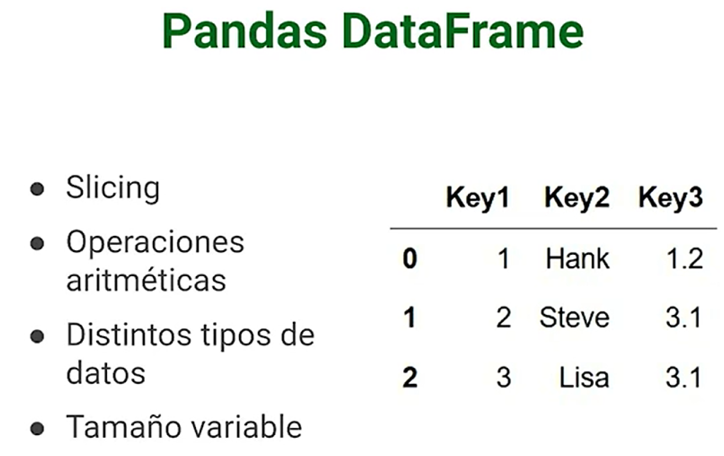 Pandas DataFrame
● Slicing
● Operaciones
aritméticas
● Distintos tipos de
datos
● Tamaño variable
Key1 Key2 Key3
0 1 Hank 1.2
1 2 Steve 3.1
2 3 Lisa 3.1